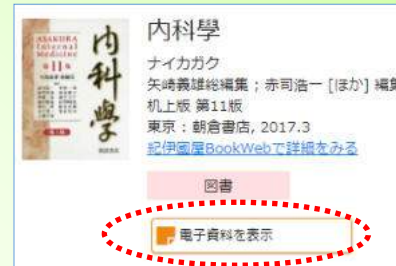 ASAKURA
Internal
Medicine
第11版
内科學
内科學
ナイカガク
矢崎義雄総編集 ; 赤司浩一 [ほか] 編集
机上版 第11版
東京 : 朝倉書店, 2017.3
紀伊國屋BookWebで詳細をみる
図書
電子資料を表示